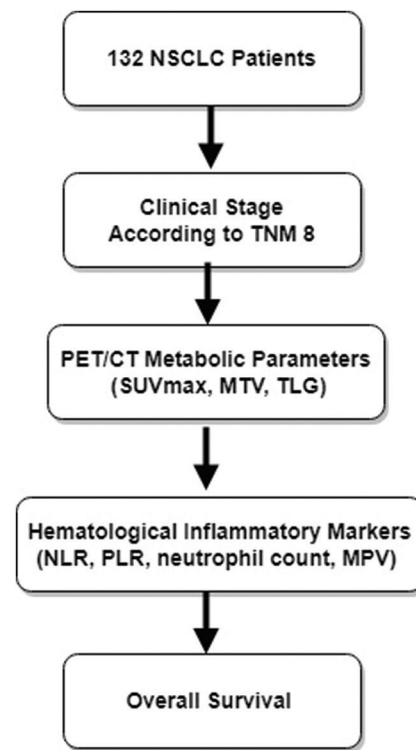 132 NSCLC Patients
Clinical Stage
According to TNM 8
PET/CT Metabolic Parameters
(SUVmax, MTV, TLG)
Hematological Inflammatory Markers
(NLR, PLR, neutrophil count, MPV)
Overall Survival